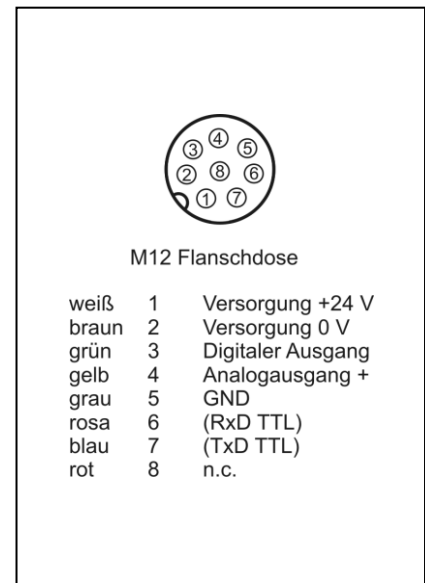 4
3 5
2 8 6
1 7
M12 Flanschdose
weiß 1 Versorgung +24 V
braun 2 Versorgung 0 V
grün 3 Digitaler Ausgang
gelb 4 Analogausgang +
grau 5 GND
rosa 6 (RxD TTL)
blau 7 (TxD TTL)
rot 8 n.c.